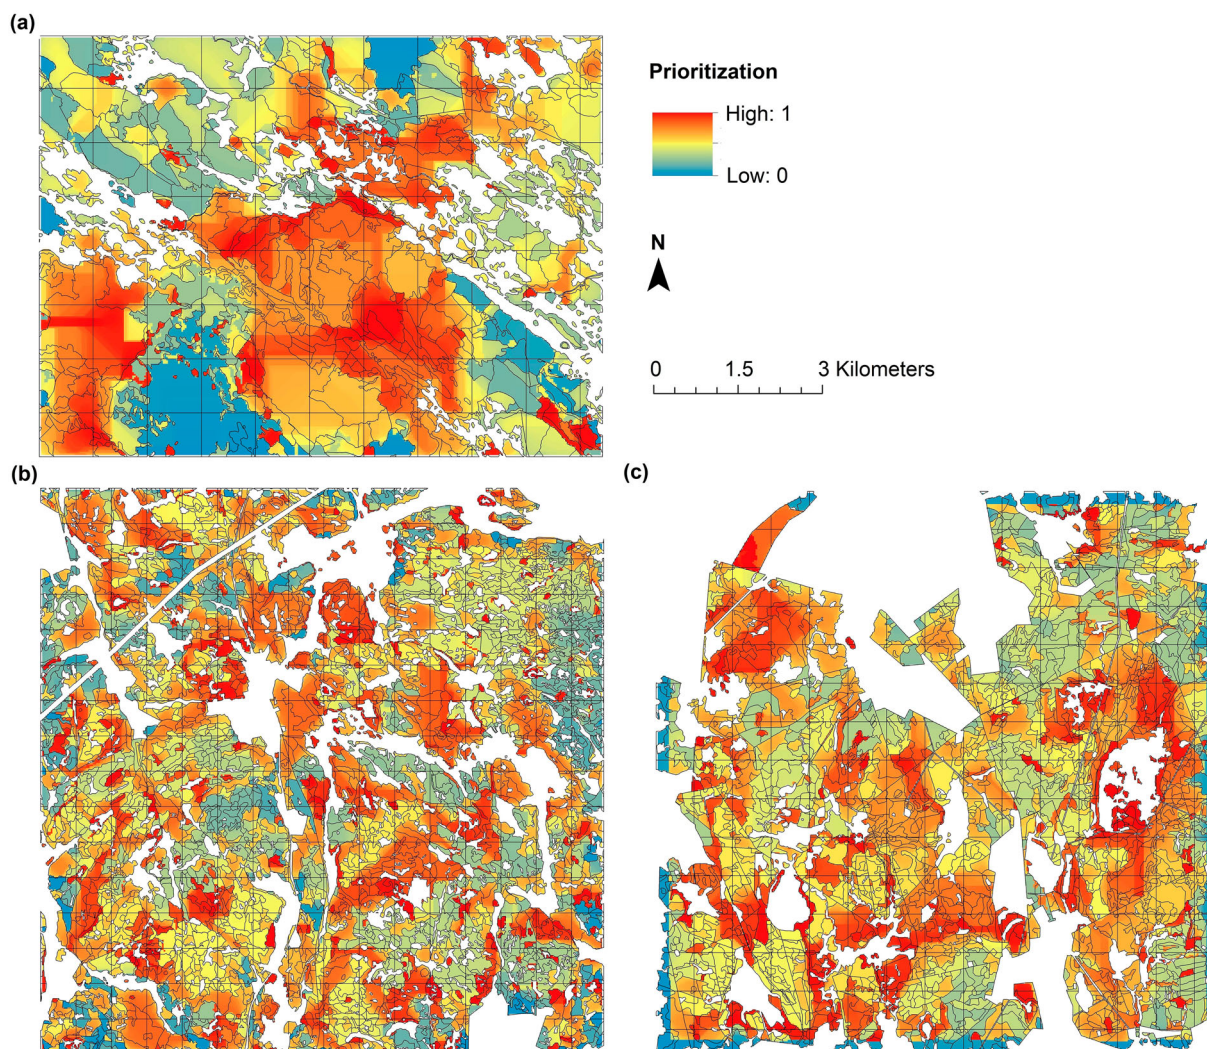 (a)
Prioritization
High: 1
Low: 0
N
0 1.5 3 Kilometers
(b)
(c)